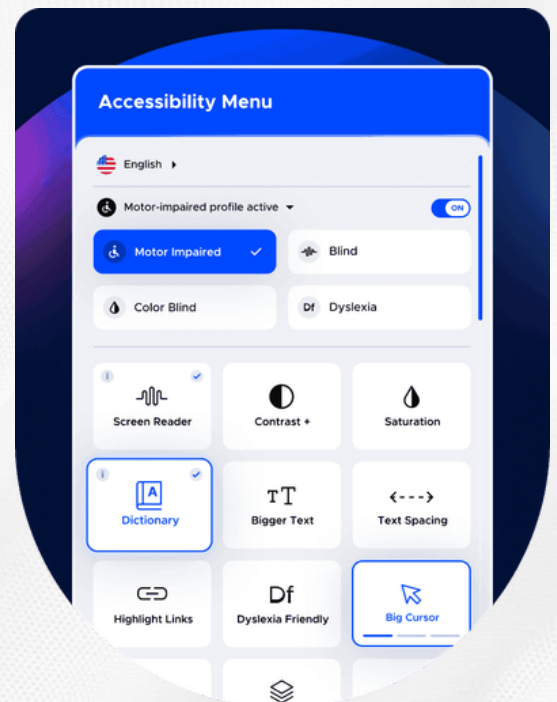 Accessibility Menu
English
Motor-impaired profile active
ON
Motor Impaired
Blind
Color Blind
Df Dyslexia
Screen Reader
Contrast +
Saturation
A
Dictionary
TT
Bigger Text
Text Spacing
Highlight Links
Df
Dyslexia Friendly
Big Cursor